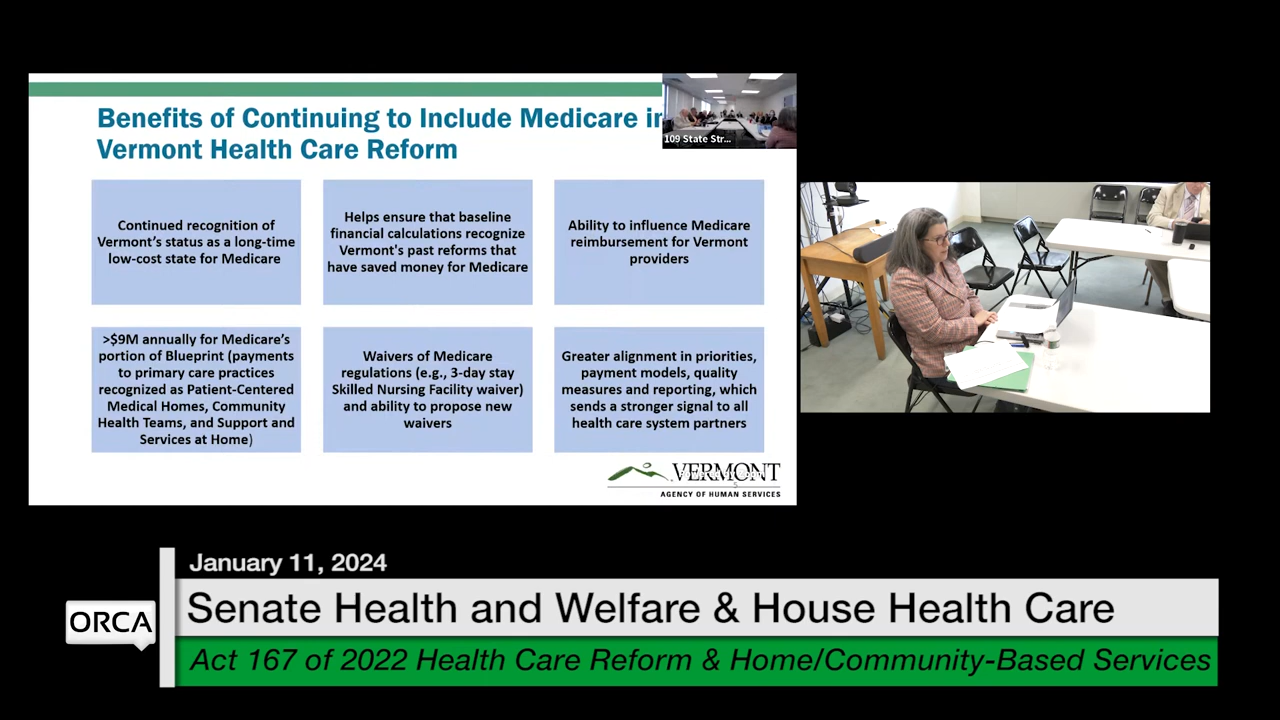 Benefits of Continuing to Include Medicare in
Vermont Health Care Reform
109 State Str...
Continued recognition of
Vermont's status as a long-time
low-cost state for Medicare
Helps ensure that baseline
financial calculations recognize
Vermont's past reforms that
have saved money for Medicare
Ability to influence Medicare
reimbursement for Vermont
providers
>$9M annually for Medicare's
portion of Blueprint (payments
to primary care practices
recognized as Patient-Centered
Medical Homes, Community
Health Teams, and Support and
Services at Home)
Waivers of Medicare
regulations (e.g., 3-day stay
Skilled Nursing Facility waiver)
and ability to propose new
waivers
Greater alignment in priorities,
payment models, quality
measures and reporting, which
sends a stronger signal to all
health care system partners
VERMONT
AGENCY OF HUMAN SERVICES
January 11, 2024
ORCA
Senate Health and Welfare & House Health Care
Act 167 of 2022 Health Care Reform & Home/Community-Based Services